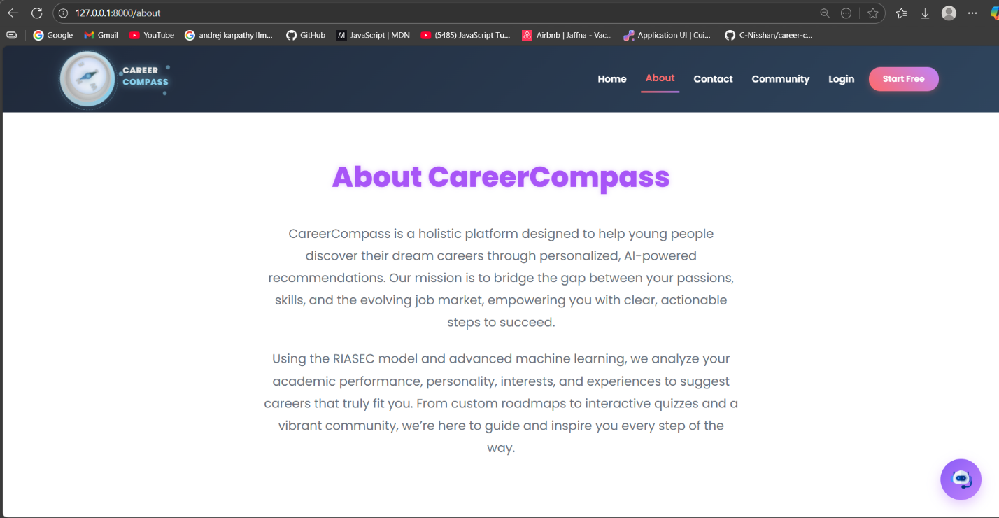 127.0.0.1:8000/about
Google
Gmail
YouTube
andrej karpathy llm...
GitHub
JavaScript | MDN
(5485) JavaScript Tu...
Airbnb | Jaffna - Vac...
Application UI | Cui...
C-Nisshan/career-c...
CAREER
COMPASS
Home
About
Contact
Community
Login
Start Free
About CareerCompass
CareerCompass is a holistic platform designed to help young people
discover their dream careers through personalized, AI-powered
recommendations. Our mission is to bridge the gap between your passions,
skills, and the evolving job market, empowering you with clear, actionable
steps to succeed.
Using the RIASEC model and advanced machine learning, we analyze your
academic performance, personality, interests, and experiences to suggest
careers that truly fit you. From custom roadmaps to interactive quizzes and a
vibrant community, we’re here to guide and inspire you every step of the
way.